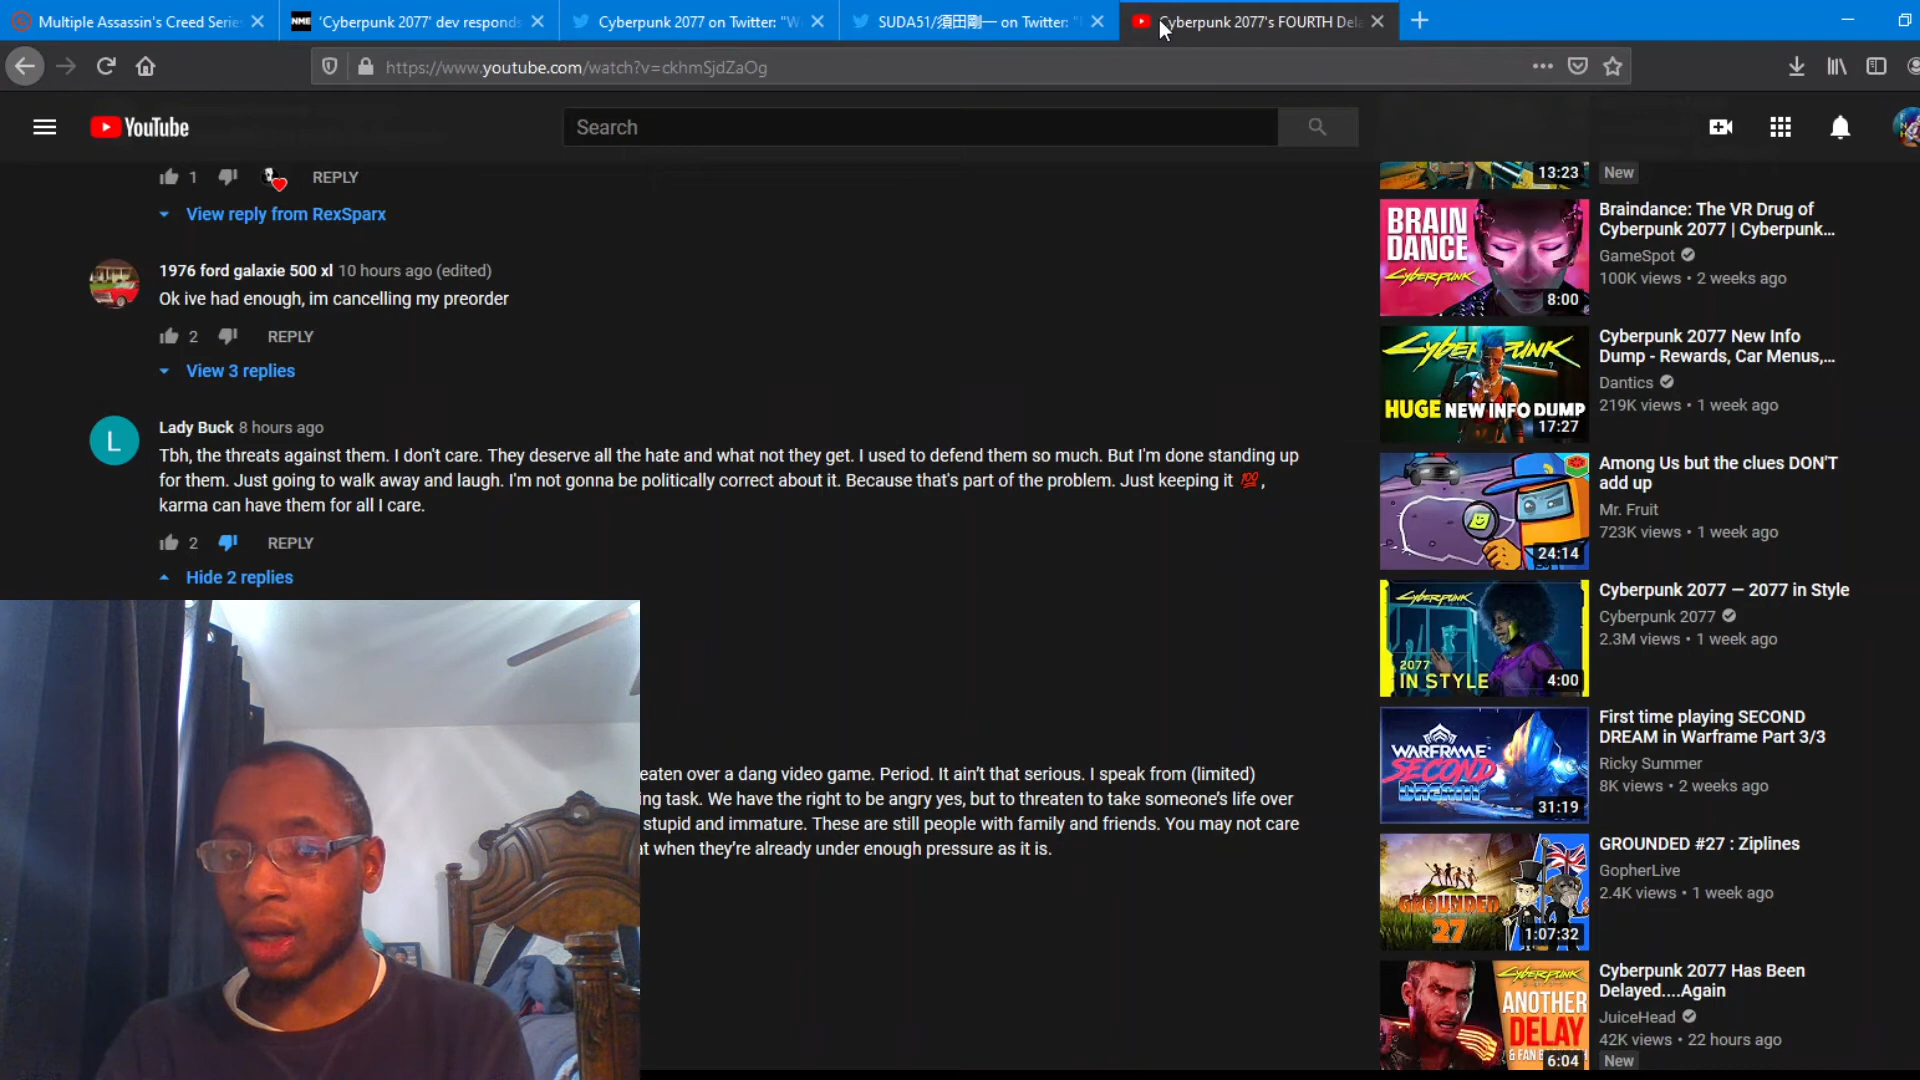 Multiple Assassin's Creed Serie
NME 'Cyberpunk 2077' dev responds
Cyberpunk 2077 on Twitter: "W
SUDA51/須田剛一 on Twitter: "
Cyberpunk 2077's FOURTH Del
https://www.youtube.com/watch?v=ckhmSjdZaOg
YouTube
Search
1 REPLY
View reply from RexSparx
1976 ford galaxie 500 xl 10 hours ago (edited)
Ok ive had enough, im cancelling my preorder
2 REPLY
View 3 replies
L
Lady Buck 8 hours ago
Tbh, the threats against them. I don't care. They deserve all the hate and what not they get. I used to defend them so much. But I'm done standing up
for them. Just going to walk away and laugh. I'm not gonna be politically correct about it. Because that's part of the problem. Just keeping it 💯,
karma can have them for all I care.
2 REPLY
Hide 2 replies
eaten over a dang video game. Period. It ain't that serious. I speak from (limited)
ing task. We have the right to be angry yes, but to threaten to take someone's life over
stupid and immature. These are still people with family and friends. You may not care
at when they're already under enough pressure as it is.
13:23
New
BRAIN
DANCE
CYBERPUNK
8:00
Braindance: The VR Drug of
Cyberpunk 2077 | Cyberpunk...
GameSpot
100K views • 2 weeks ago
CYBERPUNK
2077
HUGE NEW INFO DUMP
17:27
Cyberpunk 2077 New Info
Dump - Rewards, Car Menus,...
Dantics
219K views • 1 week ago
24:14
Among Us but the clues DON'T
add up
Mr. Fruit
723K views • 1 week ago
CYBERPUNK
2077
IN STYLE
4:00
Cyberpunk 2077 — 2077 in Style
Cyberpunk 2077
2.3M views • 1 week ago
WARFRAME
SECOND
DREAM
31:19
First time playing SECOND
DREAM in Warframe Part 3/3
Ricky Summer
8K views • 2 weeks ago
GROUNDED
27
1:07:32
GROUNDED #27 : Ziplines
GopherLive
2.4K views • 1 week ago
CYBERPUNK
ANOTHER
DELAY
6:04
Cyberpunk 2077 Has Been
Delayed....Again
JuiceHead
42K views • 22 hours ago
New